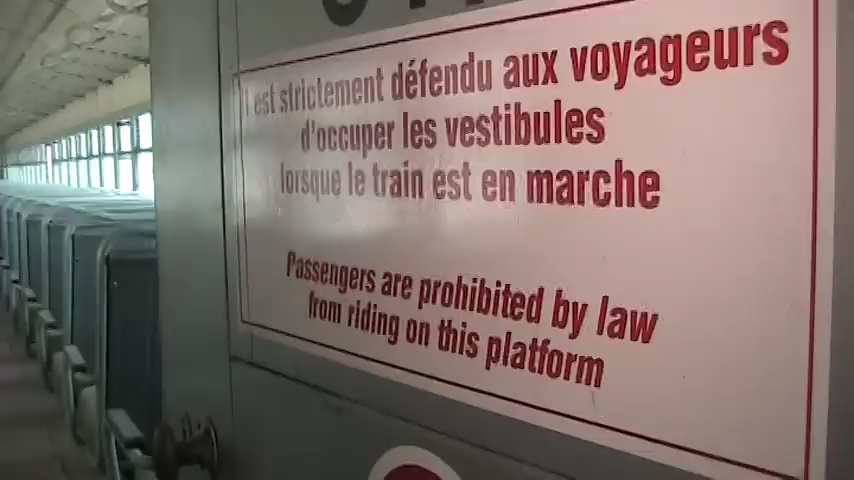 Il est strictement défendu aux voyageurs
d'occuper les vestibules
lorsque le train est en marche
Passengers are prohibited by law
from riding on this platform